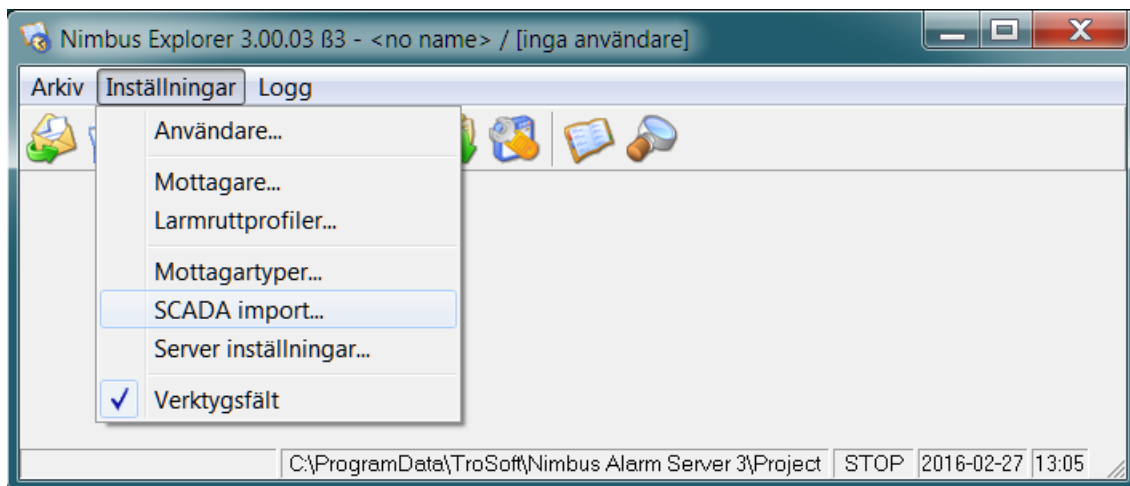 Nimbus Explorer 3.00.03 ß3 - <no name> / [inga användare]
Arkiv Inställningar Logg
Användare...
Mottagare...
Larmruttprofiler...
Mottagartyper...
SCADA import...
Server inställningar...
Verktygsfält
C:\ProgramData\TroSoft\Nimbus Alarm Server 3\Project STOP 2016-02-27 13:05